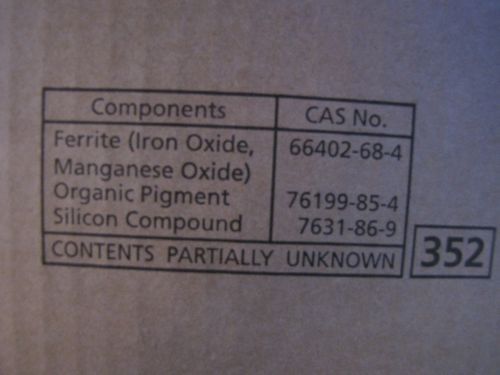 Components CAS No.
Ferrite (Iron Oxide, 66402-68-4
Manganese Oxide)
Organic Pigment 76199-85-4
Silicon Compound 7631-86-9
CONTENTS PARTIALLY UNKNOWN 352